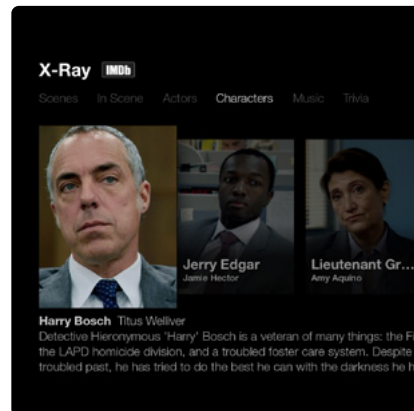 X-Ray IMDb
Scenes In Scene Actors Characters Music Trivia
Jerry Edgar
Jamie Hector
Lieutenant Gr...
Amy Aquino
Harry Bosch Titus Welliver
Detective Hieronymous 'Harry' Bosch is a veteran of many things: the
the LAPD homicide division, and a troubled foster care system. Despite
troubled past, he has tried to do the best he can with the darkness he